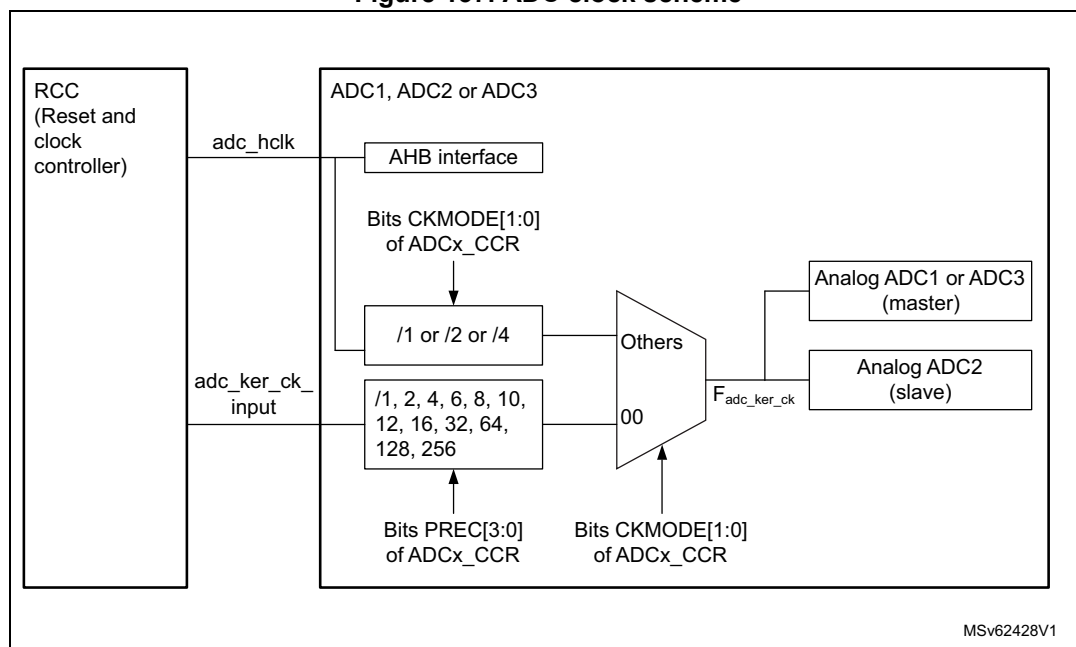 RCC
(Reset and
clock
controller)
adc_hclk
adc_ker_ck_
input
ADC1, ADC2 or ADC3
AHB interface
Bits CKMODE[1:0]
of ADCx_CCR
/1 or /2 or /4
/1, 2, 4, 6, 8, 10,
12, 16, 32, 64,
128, 256
Bits PREC[3:0]
of ADCx_CCR
Others
00
Bits CKMODE[1:0]
of ADCx_CCR
Fadc_ker_ck
Analog ADC1 or ADC3
(master)
Analog ADC2
(slave)
MSv62428V1